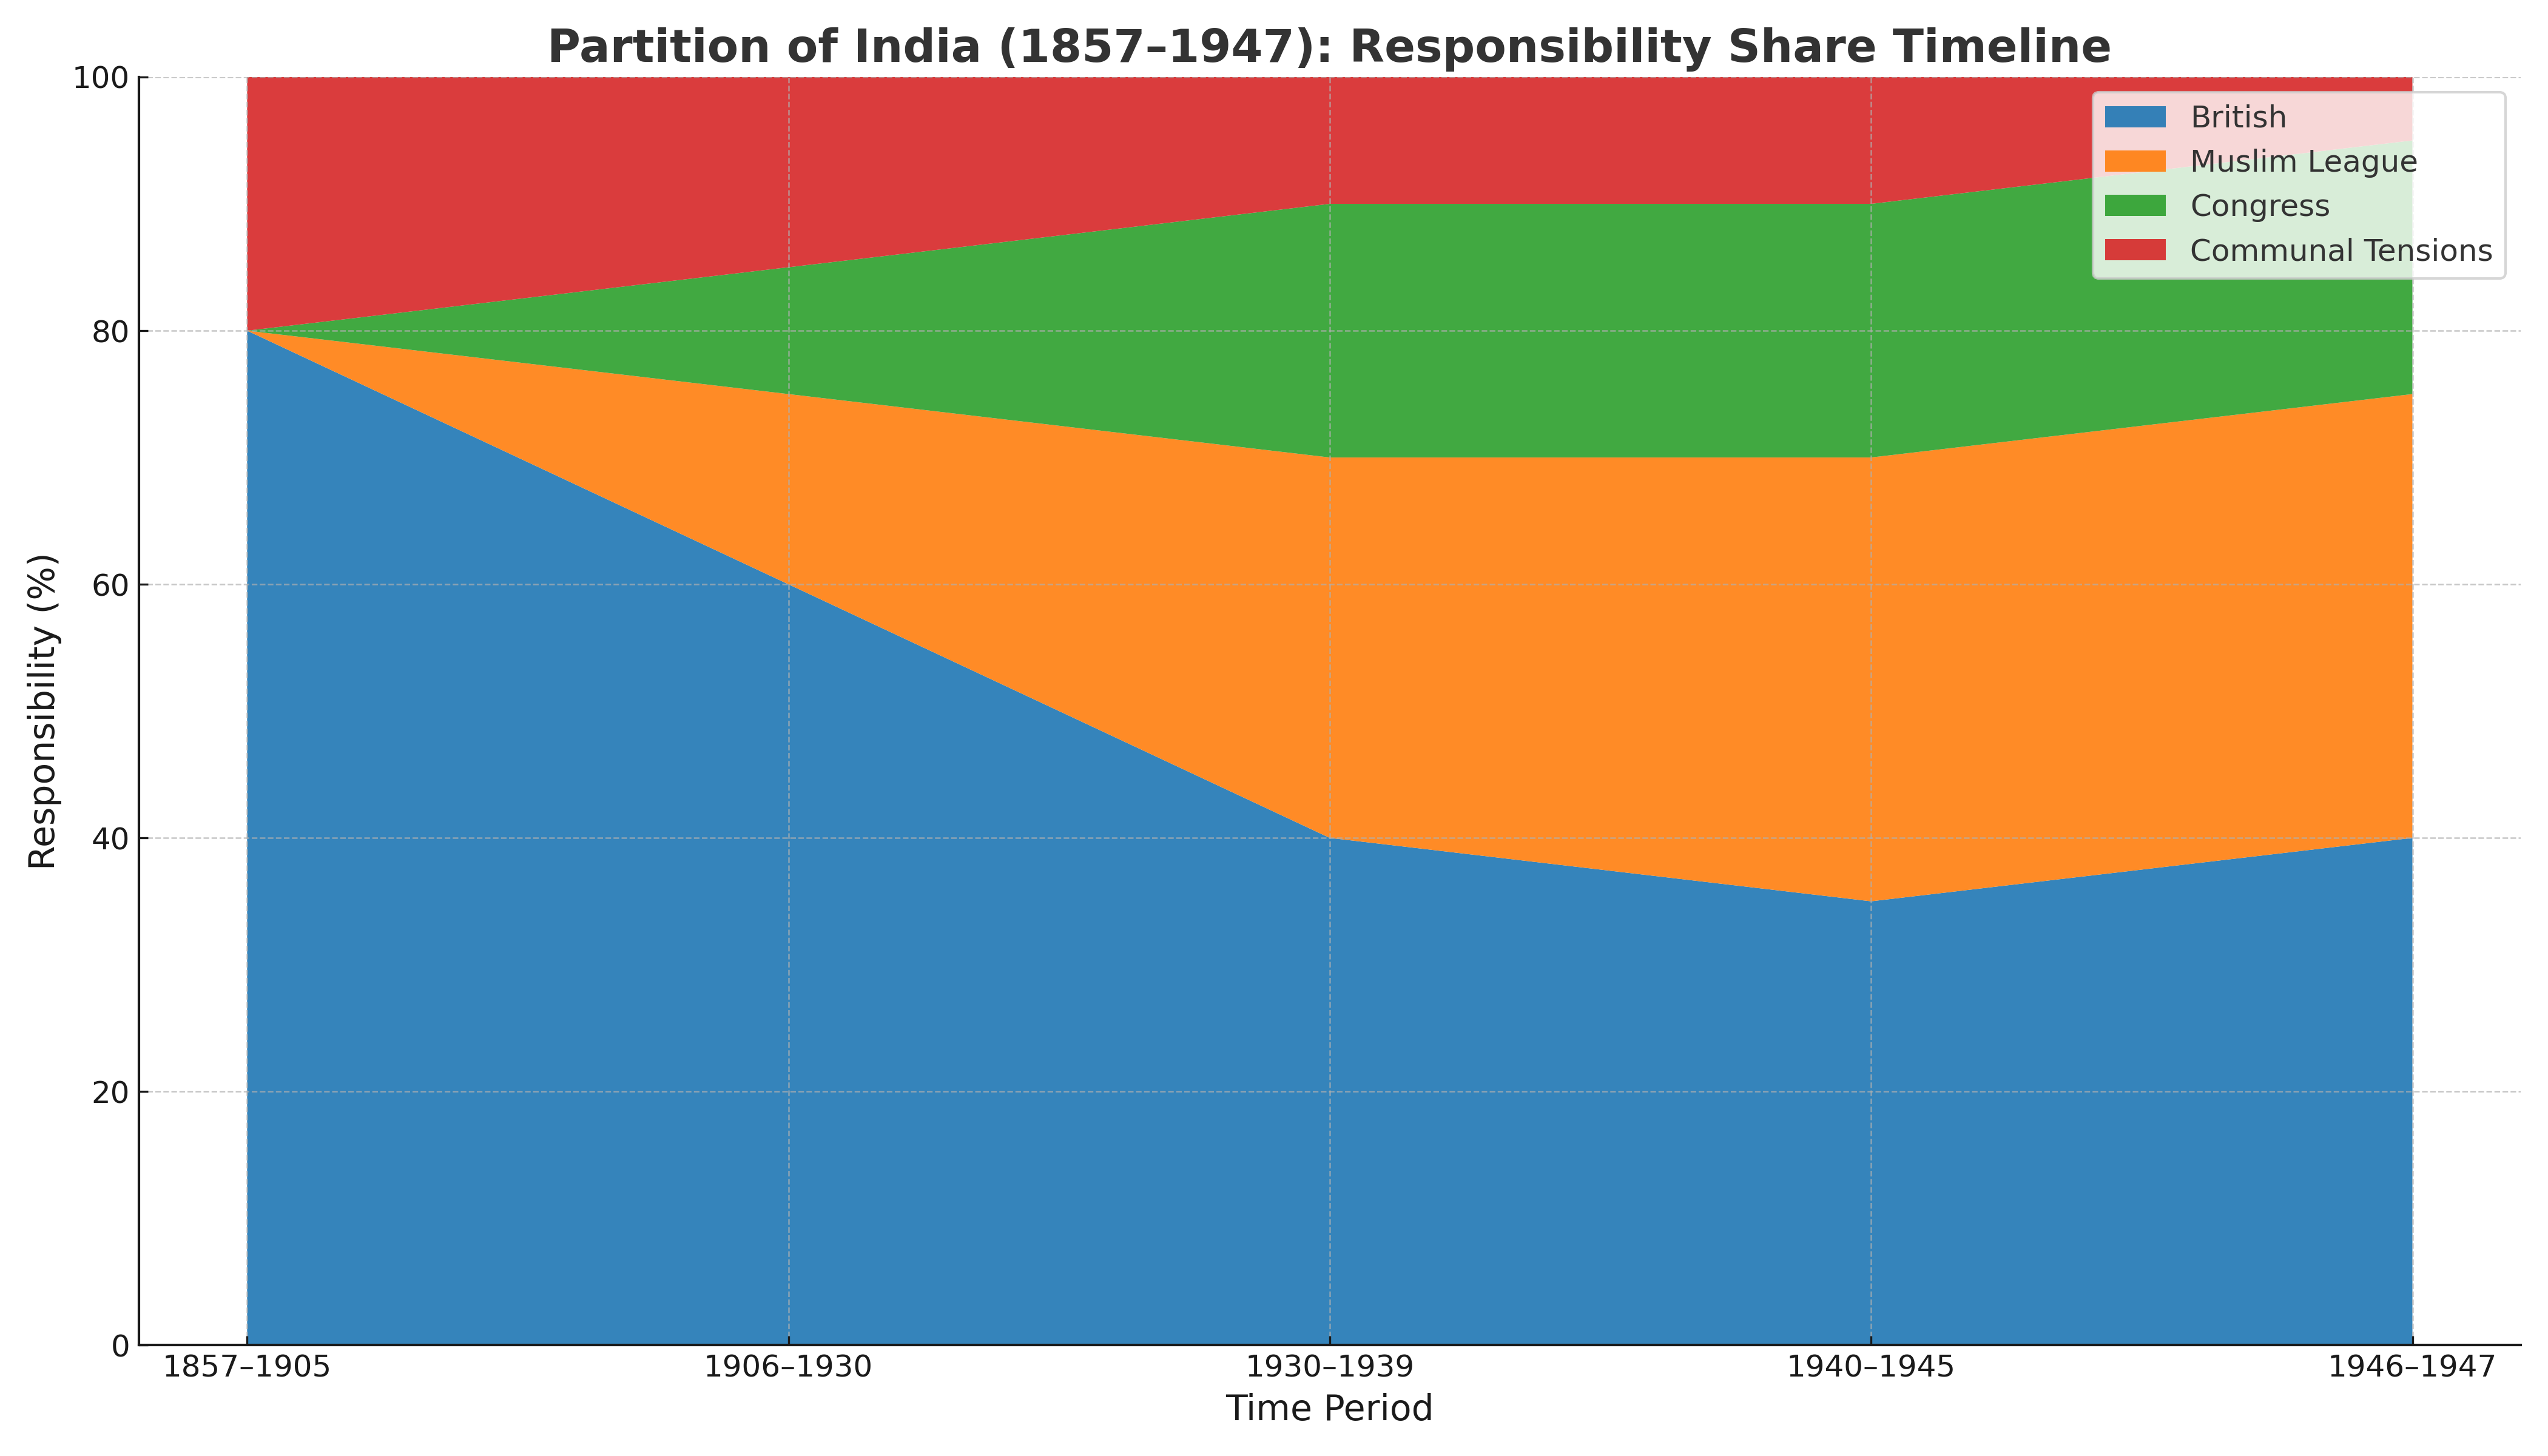 Partition of India (1857–1947): Responsibility Share Timeline
100
80
60
40
20
0
Responsibility (%)
British
Muslim League
Congress
Communal Tensions
1857–1905
1906–1930
1930–1939
1940–1945
1946–1947
Time Period